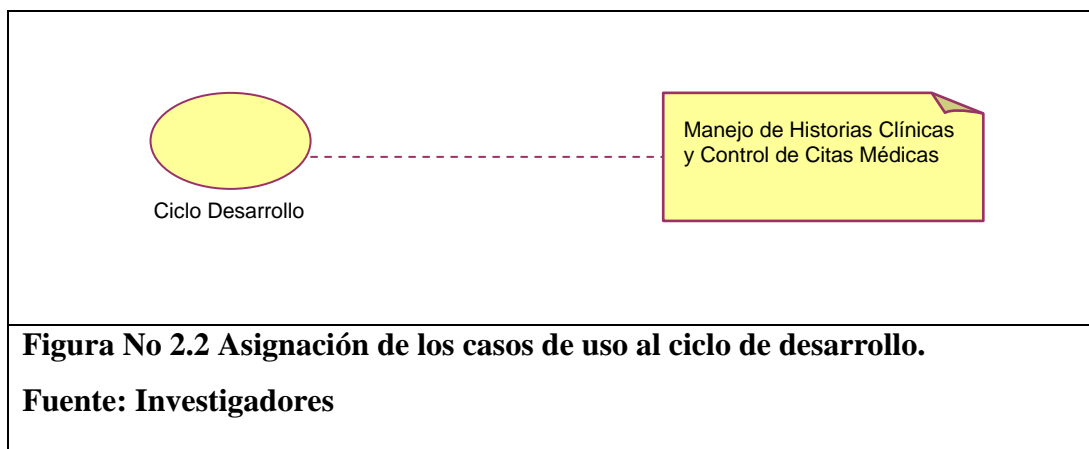 Manejo de Historias Clínicas
y Control de Citas Médicas
Ciclo Desarrollo
Figura No 2.2 Asignación de los casos de uso al ciclo de desarrollo.
Fuente: Investigadores